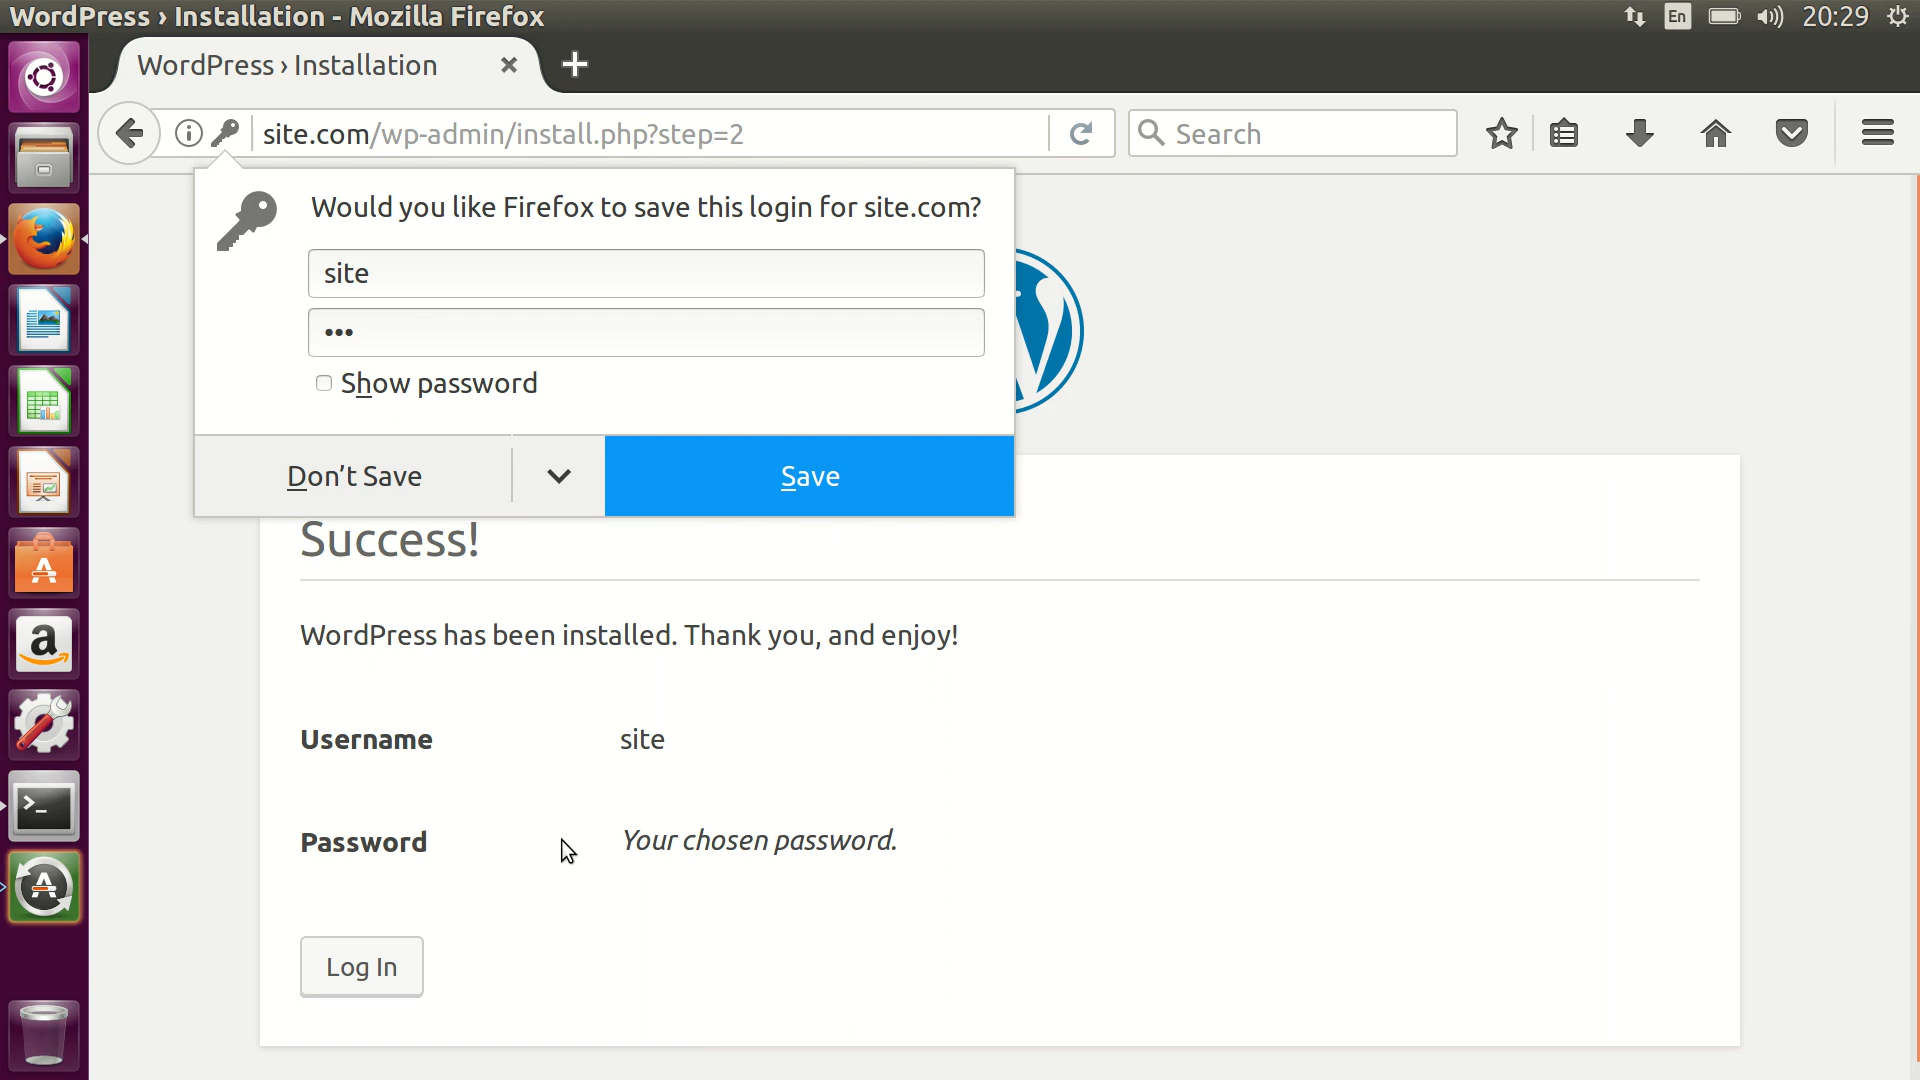 WordPress › Installation - Mozilla Firefox
En
20:29
WordPress › Installation
site.com/wp-admin/install.php?step=2
Search
Would you like Firefox to save this login for site.com?
site
•••
Show password
Don’t Save
Save
Success!
WordPress has been installed. Thank you, and enjoy!
Username site
Password Your chosen password.
Log In